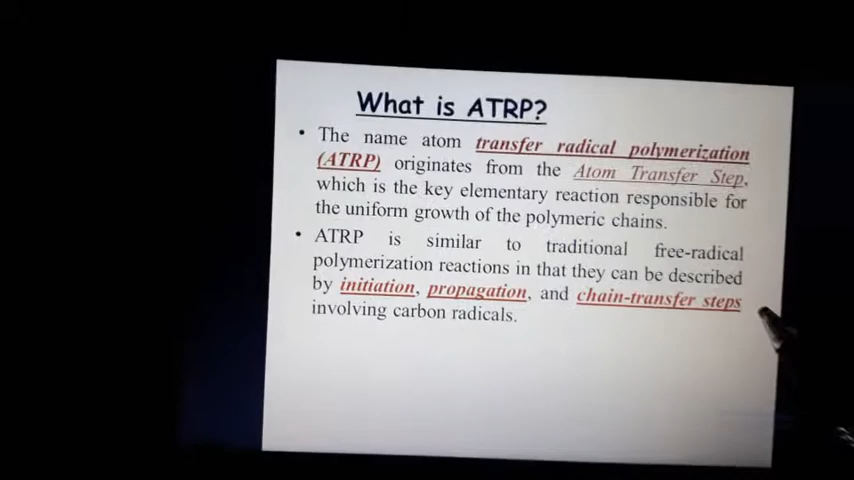 What is ATRP?
• The name atom transfer radical polymerization
(ATRP) originates from the Atom Transfer Step,
which is the key elementary reaction responsible for
the uniform growth of the polymeric chains.
• ATRP is similar to traditional free-radical
polymerization reactions in that they can be described
by initiation, propagation, and chain-transfer steps
involving carbon radicals.